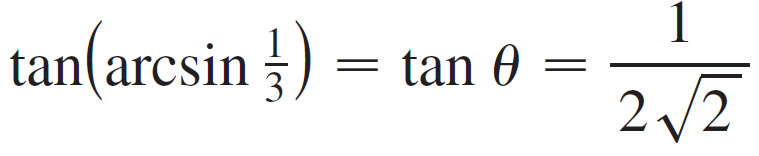 tan(arcsin 1/3) = tan θ = 1/(2√2)